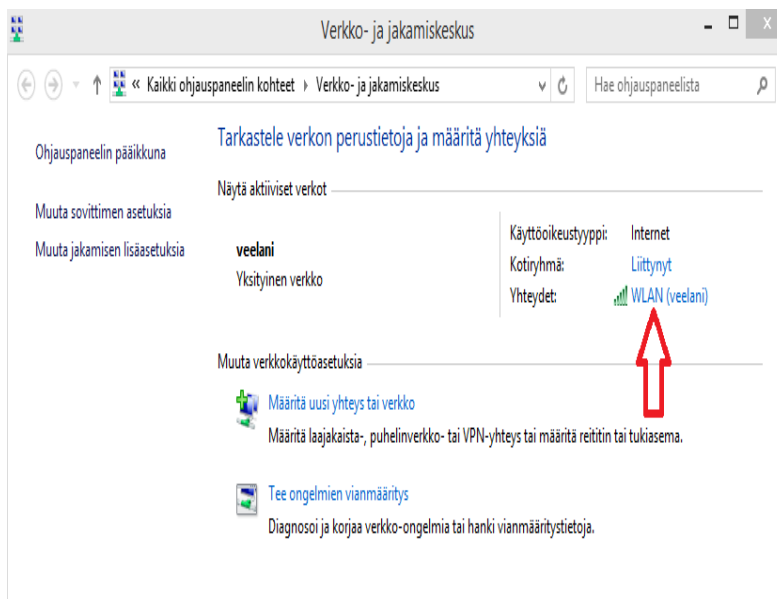 Verkko- ja jakamiskeskus
« Kaikki ohjauspaneelin kohteet Verkko- ja jakamiskeskus
Hae ohjauspaneelista
Ohjauspaneelin pääikkuna
Muuta sovittimen asetuksia
Muuta jakamisen lisäasetuksia
Tarkastele verkon perustietoja ja määritä yhteyksiä
Näytä aktiiviset verkot
veelani
Yksityinen verkko
Käyttöoikeustyyppi: Internet
Kotiryhmä: Liittynyt
Yhteydet: WLAN (veelani)
Muuta verkkokäyttöasetuksia
Määritä uusi yhteys tai verkko
Määritä laajakaista-, puhelinverkko- tai VPN-yhteys tai määritä reititin tai tukiasema.
Tee ongelmien vianmääritys
Diagnosoi ja korjaa verkko-ongelmia tai hanki vianmääritystietoja.